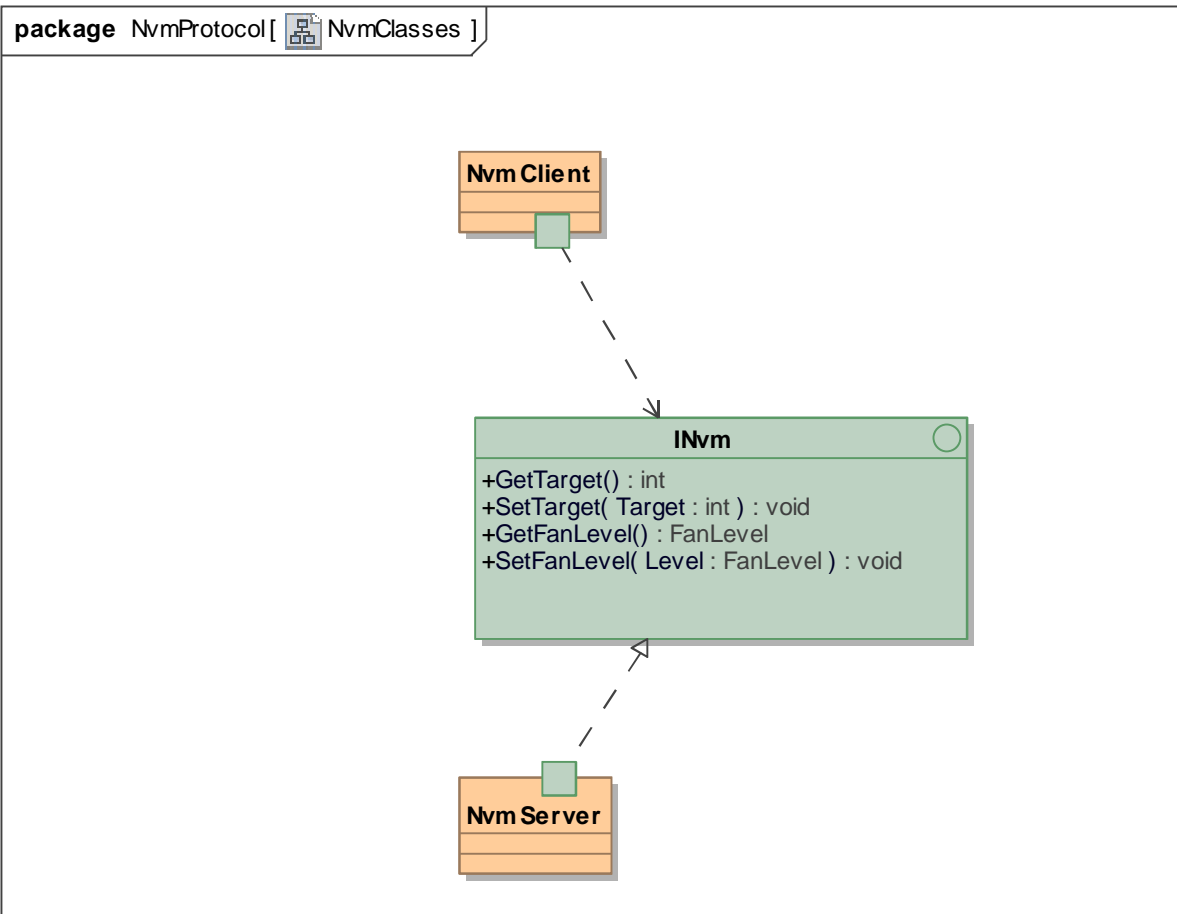 package NvmProtocol [ NvmClasses ]
NvmClient
INvm
+GetTarget() : int
+SetTarget( Target : int ) : void
+GetFanLevel() : FanLevel
+SetFanLevel( Level : FanLevel ) : void
NvmServer